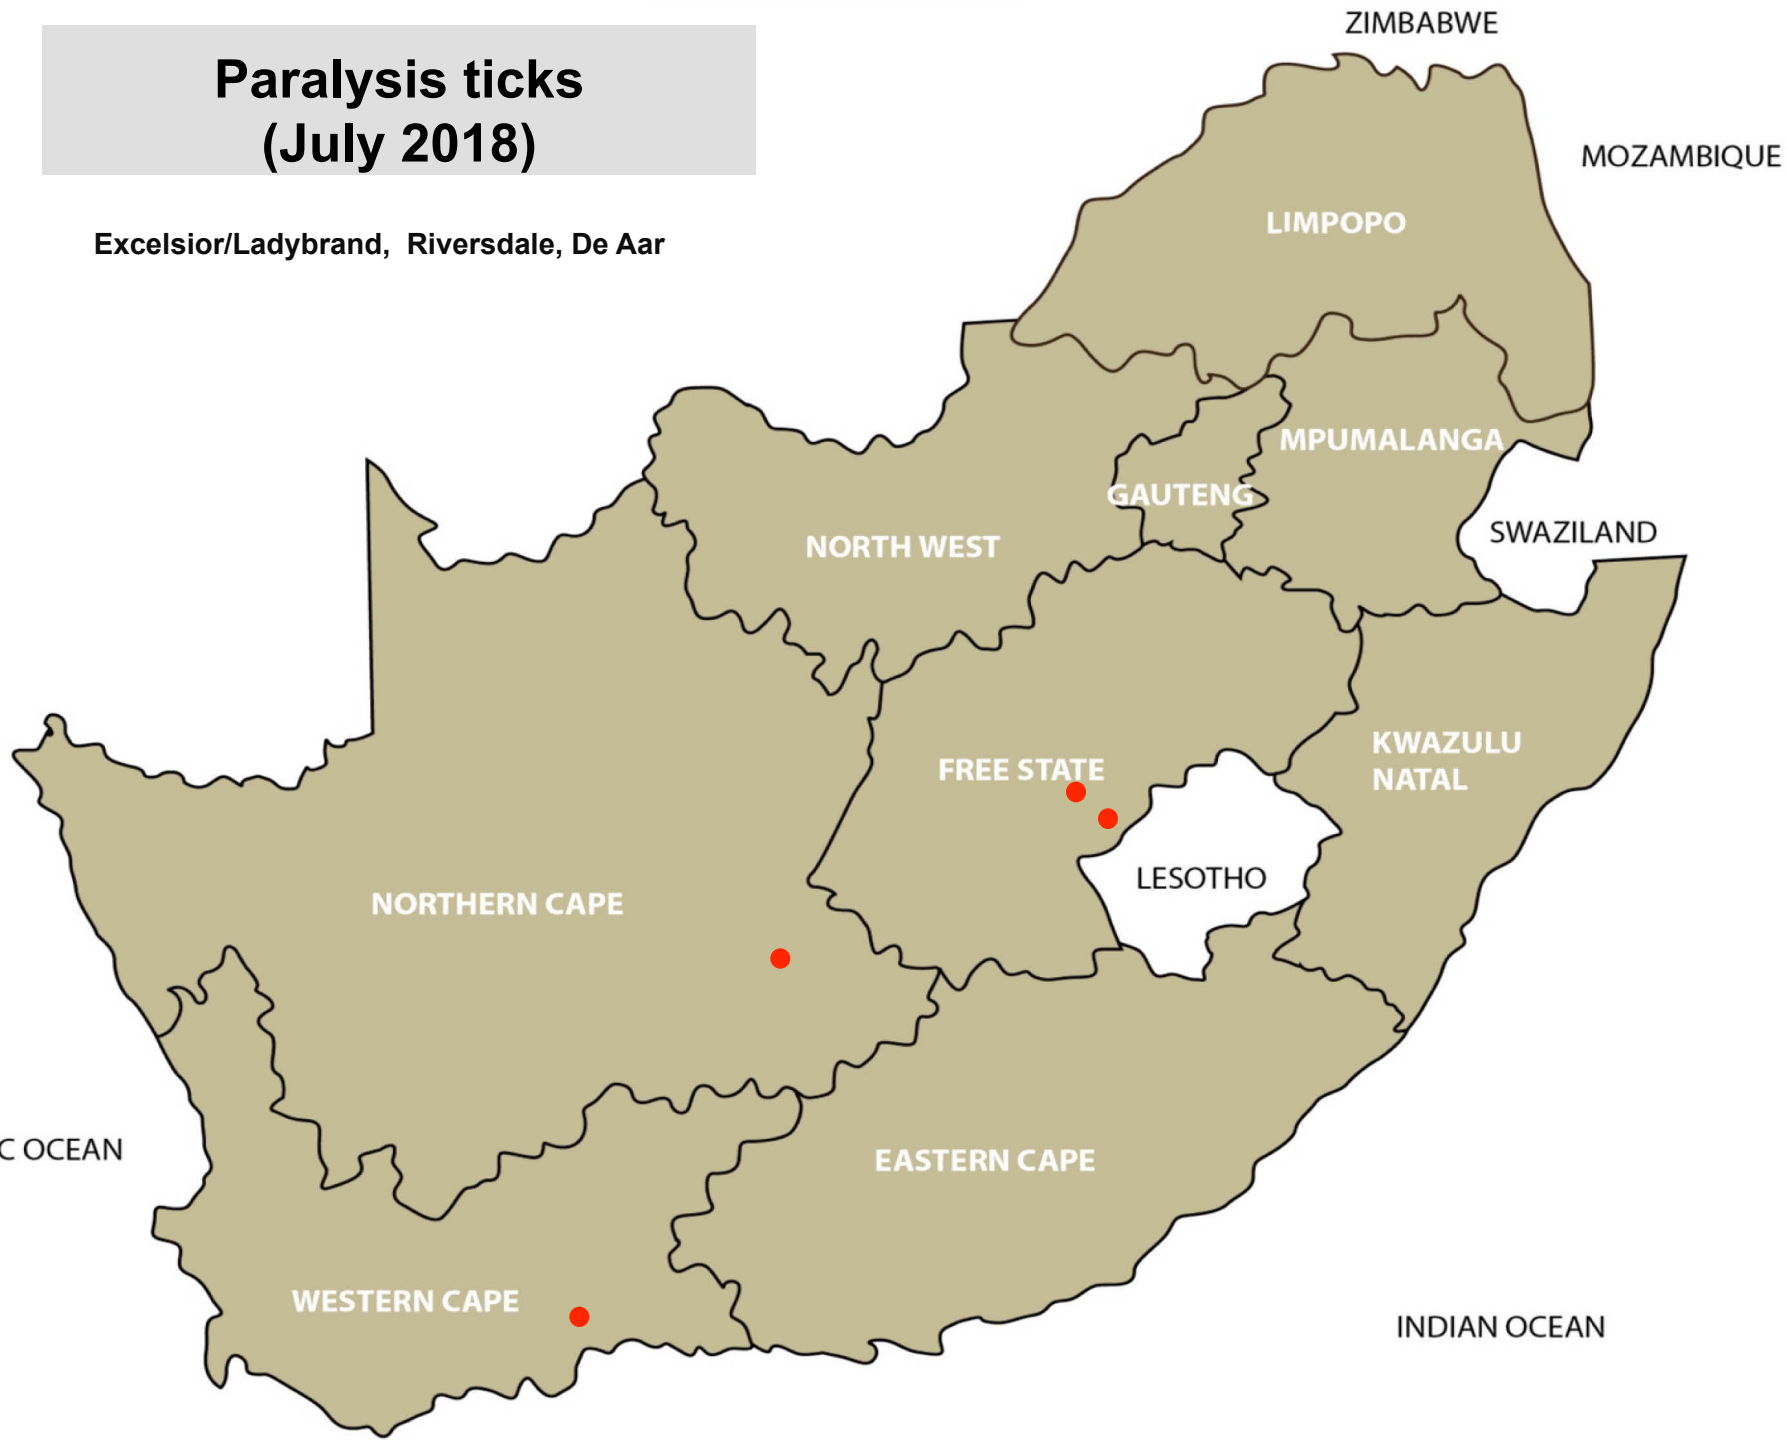 Paralysis ticks
(July 2018)
Excelsior/Ladybrand, Riversdale, De Aar
ZIMBABWE
MOZAMBIQUE
LIMPOPO
MPUMALANGA
GAUTENG
NORTH WEST
SWAZILAND
FREE STATE
KWAZULU
NATAL
LESOTHO
NORTHERN CAPE
C OCEAN
EASTERN CAPE
WESTERN CAPE
INDIAN OCEAN